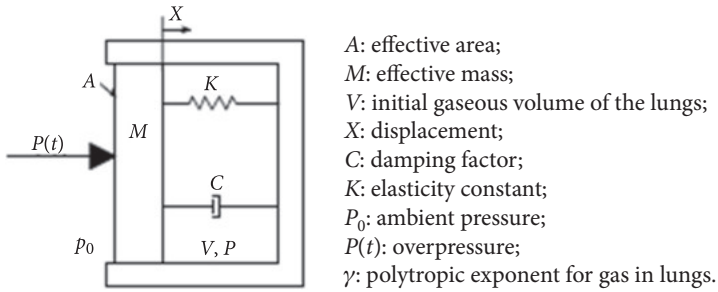 X
A
K
M
P(t)
C
p₀
V, P
A: effective area;
M: effective mass;
V: initial gaseous volume of the lungs;
X: displacement;
C: damping factor;
K: elasticity constant;
P₀: ambient pressure;
P(t): overpressure;
γ: polytropic exponent for gas in lungs.